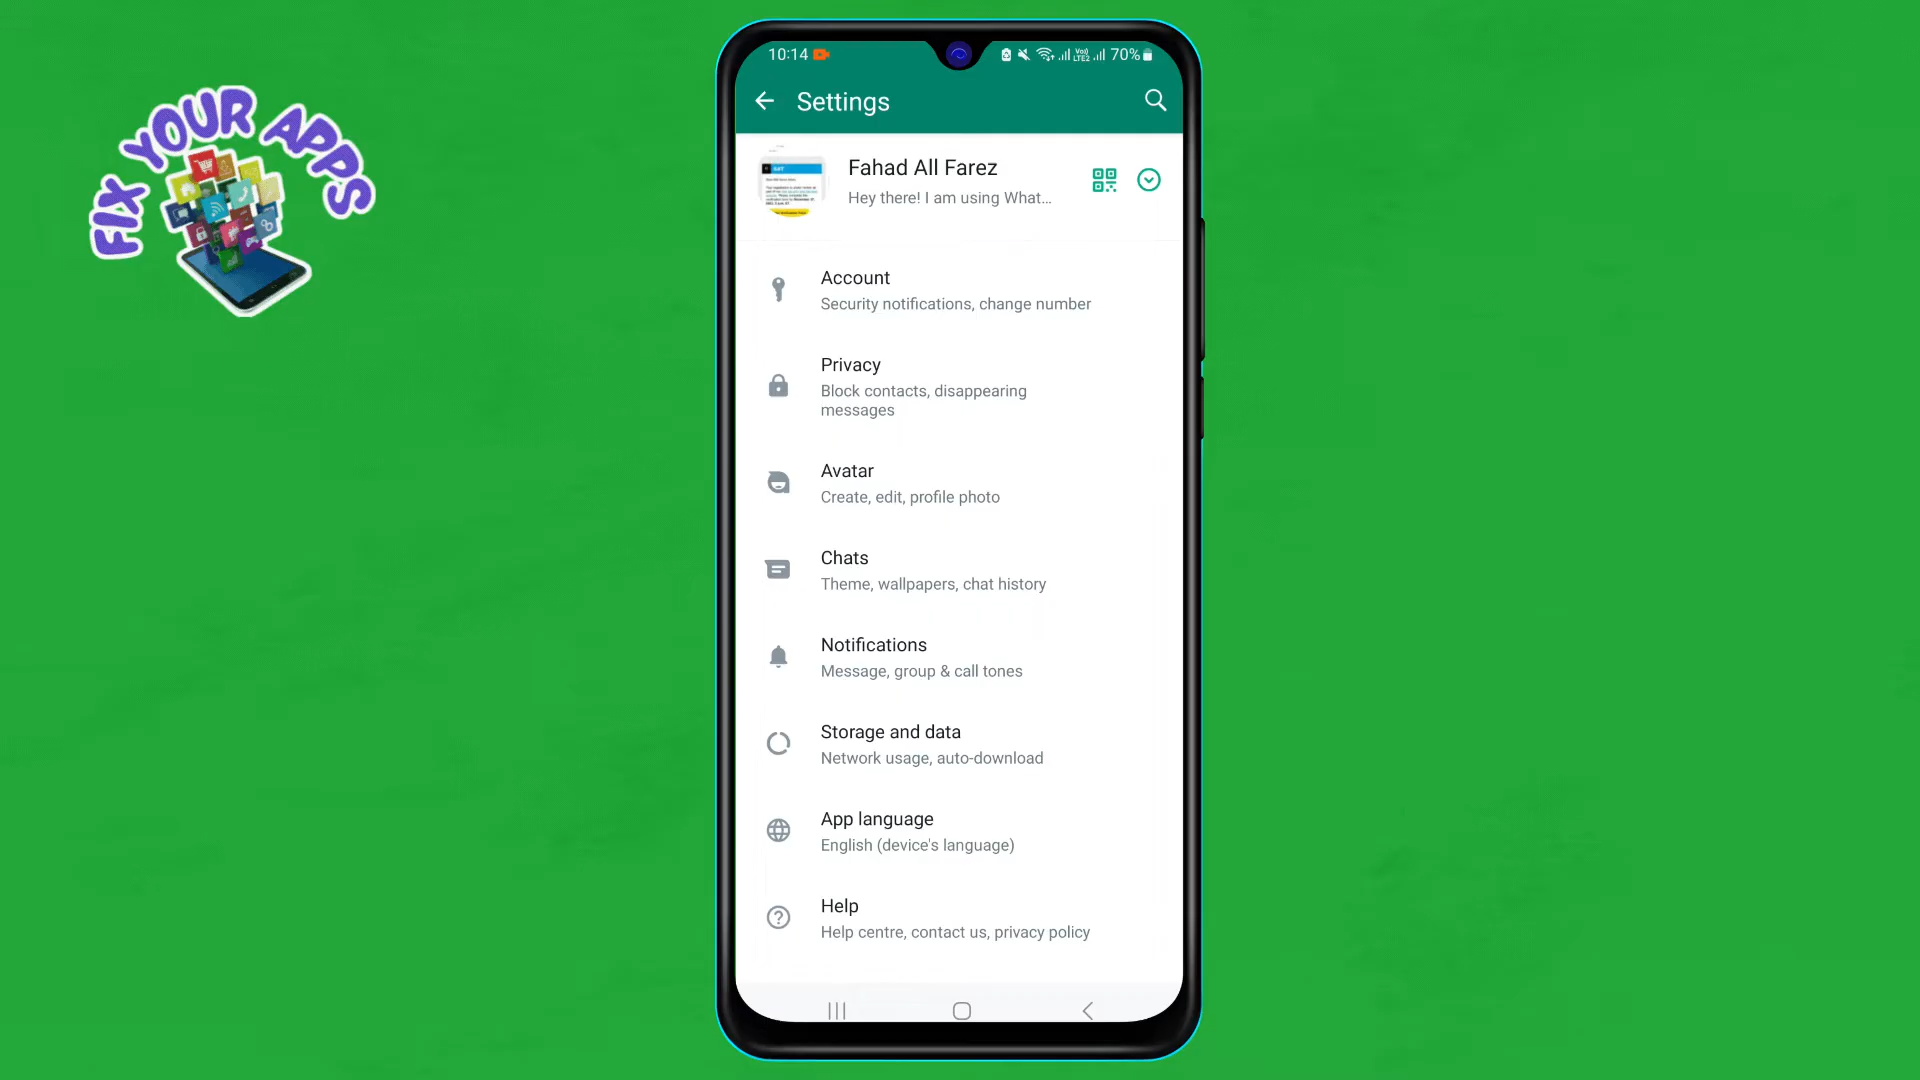 FIX YOUR APPS
10:14
70%
Settings
Fahad All Farez
Hey there! I am using What...
Account
Security notifications, change number
Privacy
Block contacts, disappearing
messages
Avatar
Create, edit, profile photo
Chats
Theme, wallpapers, chat history
Notifications
Message, group & call tones
Storage and data
Network usage, auto-download
App language
English (device's language)
Help
Help centre, contact us, privacy policy